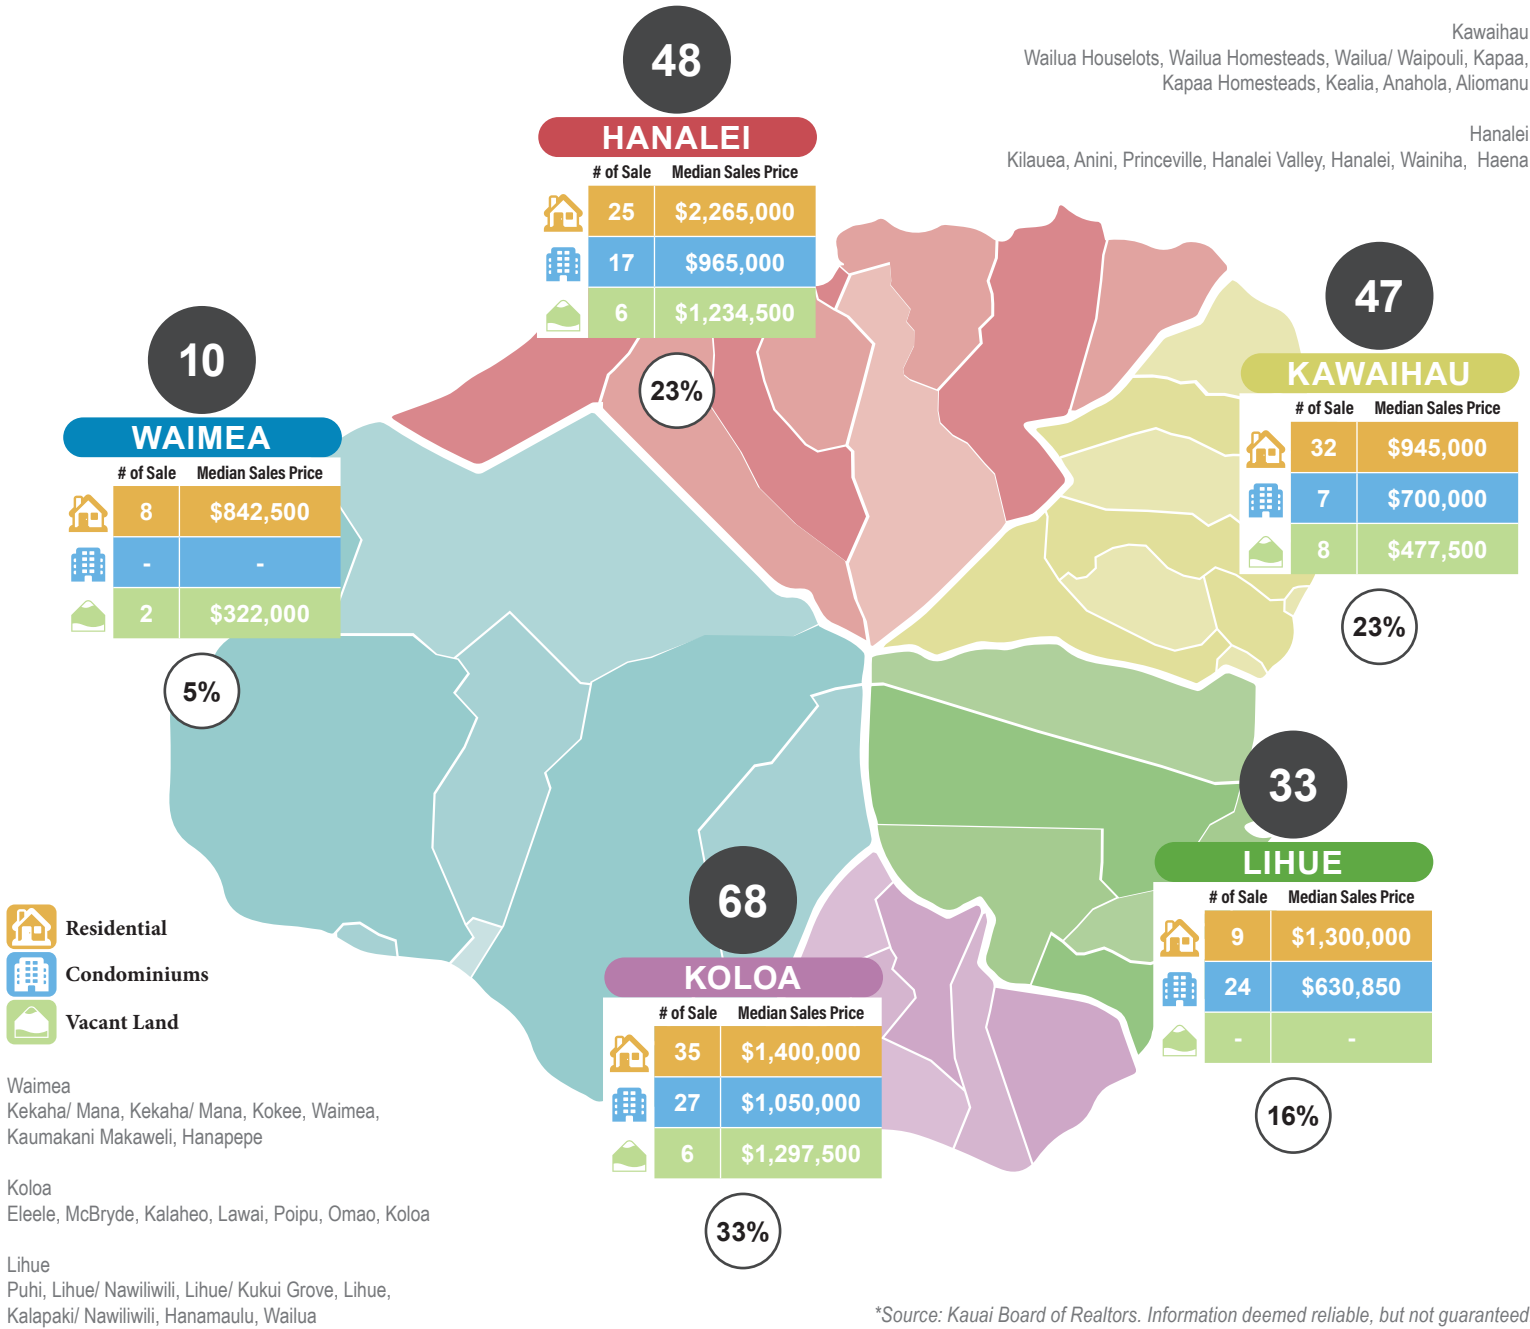 48
HANALEI
# of Sale Median Sales Price
25 $2,265,000
17 $965,000
6 $1,234,500
23%
Kawaihau
Wailua Houselots, Wailua Homesteads, Wailua/ Waipouli, Kapaa,
Kapaa Homesteads, Kealia, Anahola, Aliomanu
Hanalei
Kilauea, Anini, Princeville, Hanalei Valley, Hanalei, Wainiha, Haena
47
KAWAIHAU
# of Sale Median Sales Price
32 $945,000
7 $700,000
8 $477,500
23%
10
WAIMEA
# of Sale Median Sales Price
8 $842,500
- -
2 $322,000
5%
33
LIHUE
# of Sale Median Sales Price
9 $1,300,000
24 $630,850
- -
16%
68
KOLOA
# of Sale Median Sales Price
35 $1,400,000
27 $1,050,000
6 $1,297,500
33%
Residential
Condominiums
Vacant Land
Waimea
Kekaha/ Mana, Kekaha/ Mana, Kokee, Waimea,
Kaumakani Makaweli, Hanapepe
Koloa
Eleele, McBryde, Kalaheo, Lawai, Poipu, Omao, Koloa
Lihue
Puhi, Lihue/ Nawiliwili, Lihue/ Kukui Grove, Lihue,
Kalapaki/ Nawiliwili, Hanamaulu, Wailua
*Source: Kauai Board of Realtors. Information deemed reliable, but not guaranteed